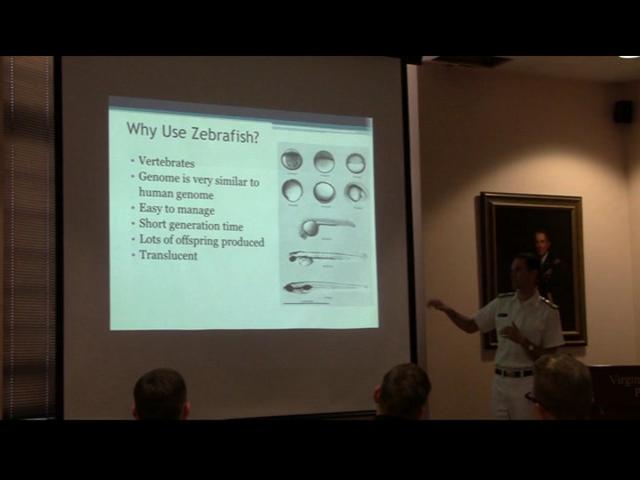 Why Use Zebrafish?
• Vertebrates
• Genome is very similar to
human genome
• Easy to manage
• Short generation time
• Lots of offspring produced
• Translucent